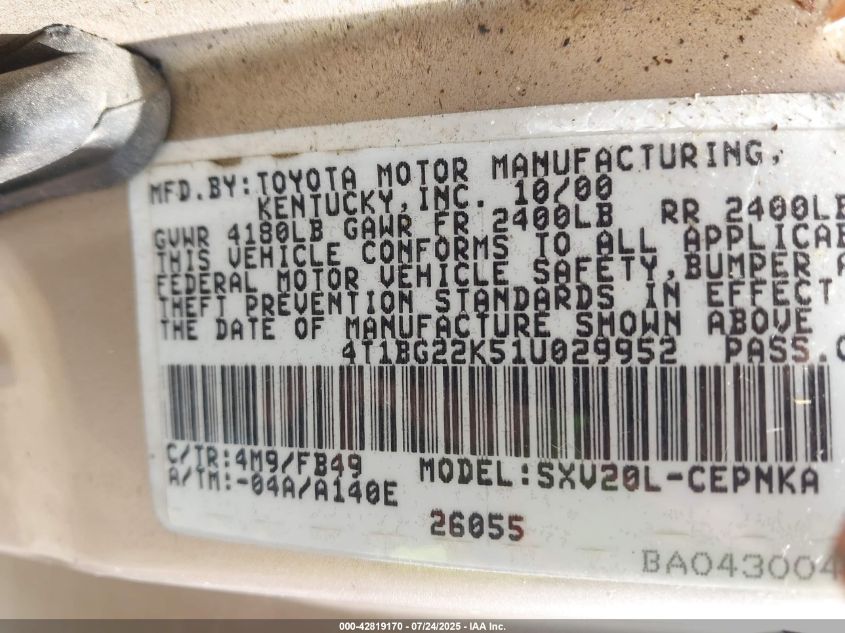 MFD.BY:TOYOTA MOTOR MANUFACTURING,
KENTUCKY,INC. 10/00
GVWR 4180LB GAWR FR 2400LB RR 2400LB
THIS VEHICLE CONFORMS TO ALL APPLICAB
FEDERAL MOTOR VEHICLE SAFETY,BUMPER A
THEFT PREVENTION STANDARDS IN EFFECT
THE DATE OF MANUFACTURE SHOWN ABOVE
4T1BG22K51U029952 PASS.C
C/TR:4M9/FB49 MODEL:SXV20L-CEPNKA
A/TM:-04A/A140E
26055
BA043004
000-42819170 - 07/24/2025 - IAA Inc.